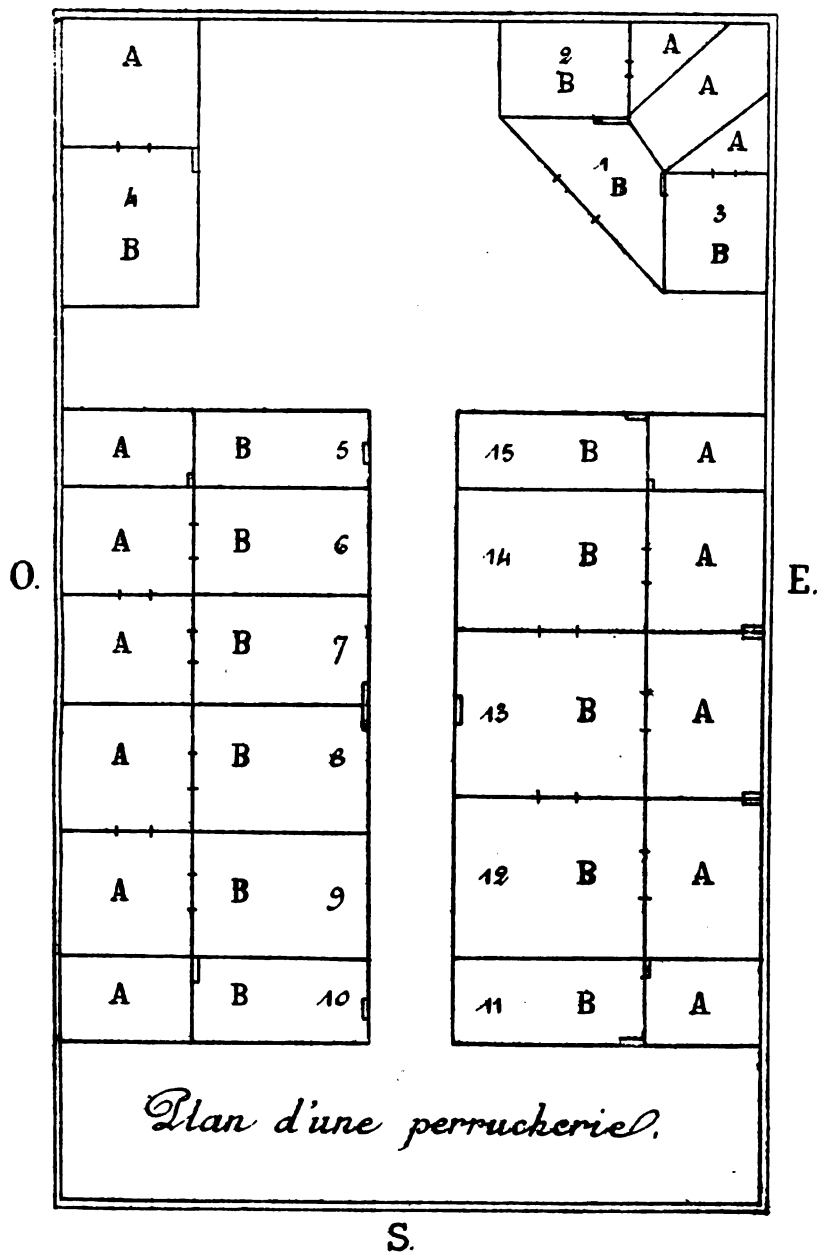 A 2 B A A
4 B 1 B A 3 B
A B 5 15 B A
A B 6 14 B A
O. E.
A B 7
13 B A
A B 8
A B 9 12 B A
A B 10 11 B A
Plan d'une perrucherie.
S.